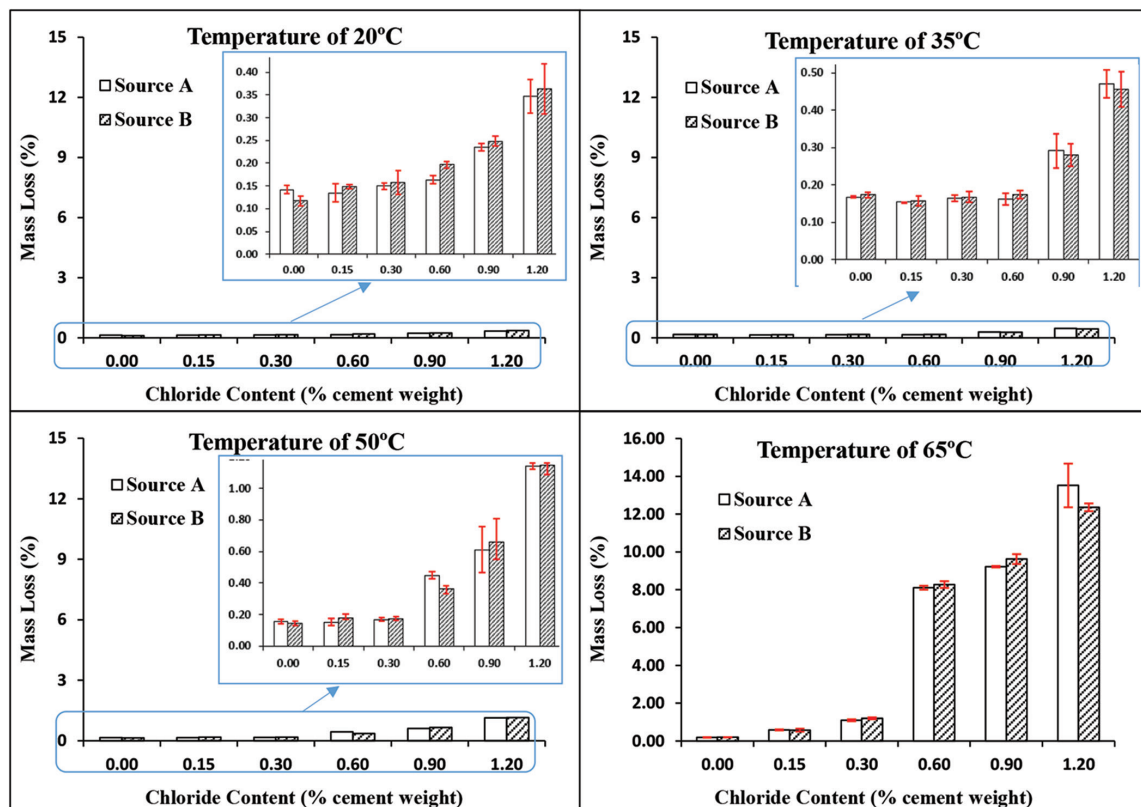 Temperature of 20ºC
Mass Loss (%)
15
12
9
6
3
0
Source A
Source B
0.40
0.35
0.30
0.25
0.20
0.15
0.10
0.05
0.00
0.00 0.15 0.30 0.60 0.90 1.20
0.00 0.15 0.30 0.60 0.90 1.20
Chloride Content (% cement weight)
Temperature of 35ºC
Mass Loss (%)
15
12
9
6
3
0
Source A
Source B
0.50
0.40
0.30
0.20
0.10
0.00
0.00 0.15 0.30 0.60 0.90 1.20
0.00 0.15 0.30 0.60 0.90 1.20
Chloride Content (% cement weight)
Temperature of 50ºC
Mass Loss (%)
15
12
9
6
3
0
Source A
Source B
1.00
0.80
0.60
0.40
0.20
0.00
0.00 0.15 0.30 0.60 0.90 1.20
0.00 0.15 0.30 0.60 0.90 1.20
Chloride Content (% cement weight)
Temperature of 65ºC
Mass Loss (%)
16.00
14.00
12.00
10.00
8.00
6.00
4.00
2.00
0.00
Source A
Source B
0.00 0.15 0.30 0.60 0.90 1.20
Chloride Content (% cement weight)